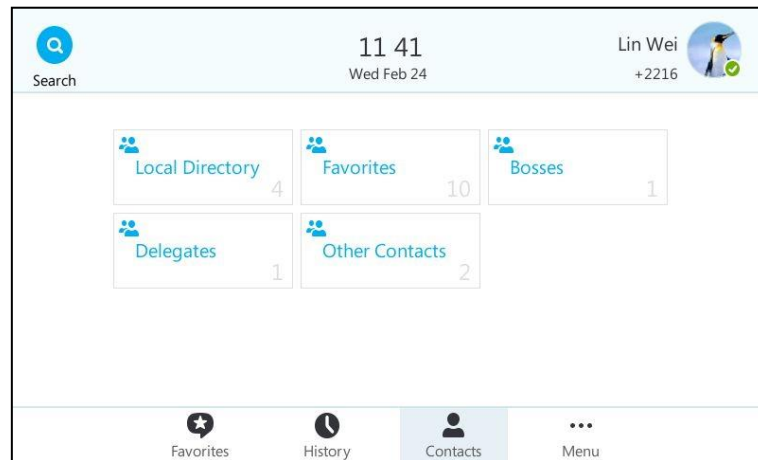 Search
11 41
Wed Feb 24
Lin Wei
+2216
Local Directory
4
Favorites
10
Bosses
1
Delegates
1
Other Contacts
2
Favorites
History
Contacts
Menu